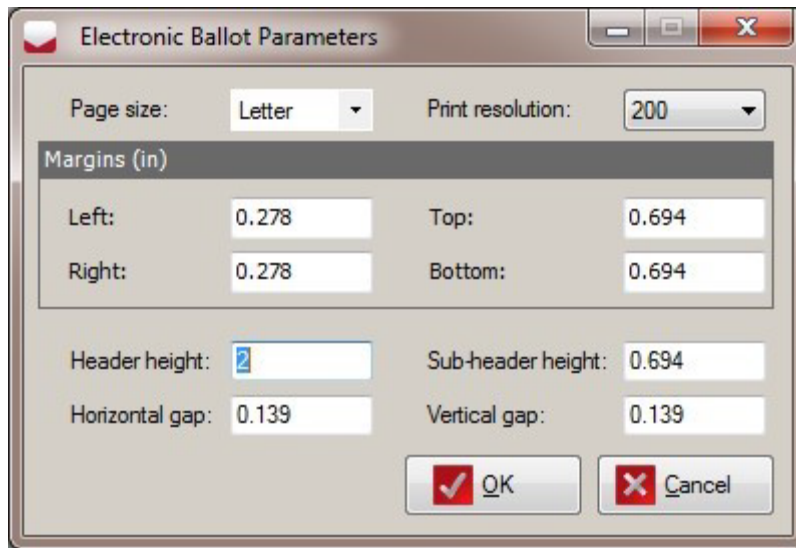 Electronic Ballot Parameters
Page size: Letter Print resolution: 200
Margins (in)
Left: 0.278 Top: 0.694
Right: 0.278 Bottom: 0.694
Header height: 2 Sub-header height: 0.694
Horizontal gap: 0.139 Vertical gap: 0.139
OK Cancel